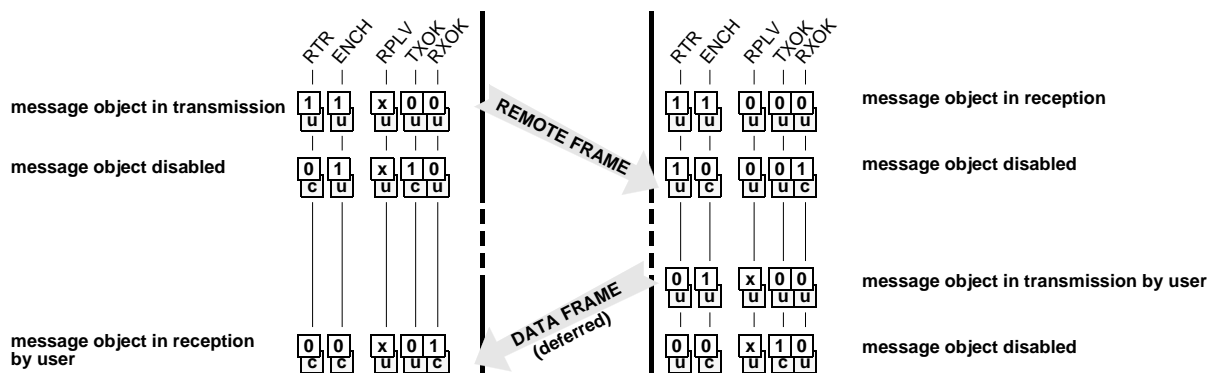 RTR ENCH RPLV TXOK RXOK RTR ENCH RPLV TXOK RXOK
message object in transmission 1 1 x 0 0 1 1 0 0 0 message object in reception
u u u u u u u u u u
REMOTE FRAME
message object disabled 0 1 x 1 0 1 0 0 0 1 message object disabled
c u u c u u c u u c
0 1 x 0 0 message object in transmission by user
u u u u u
DATA FRAME
(deferred)
message object in reception 0 0 x 0 1 0 0 x 1 0 message object disabled
by user c c u u c u c u c u